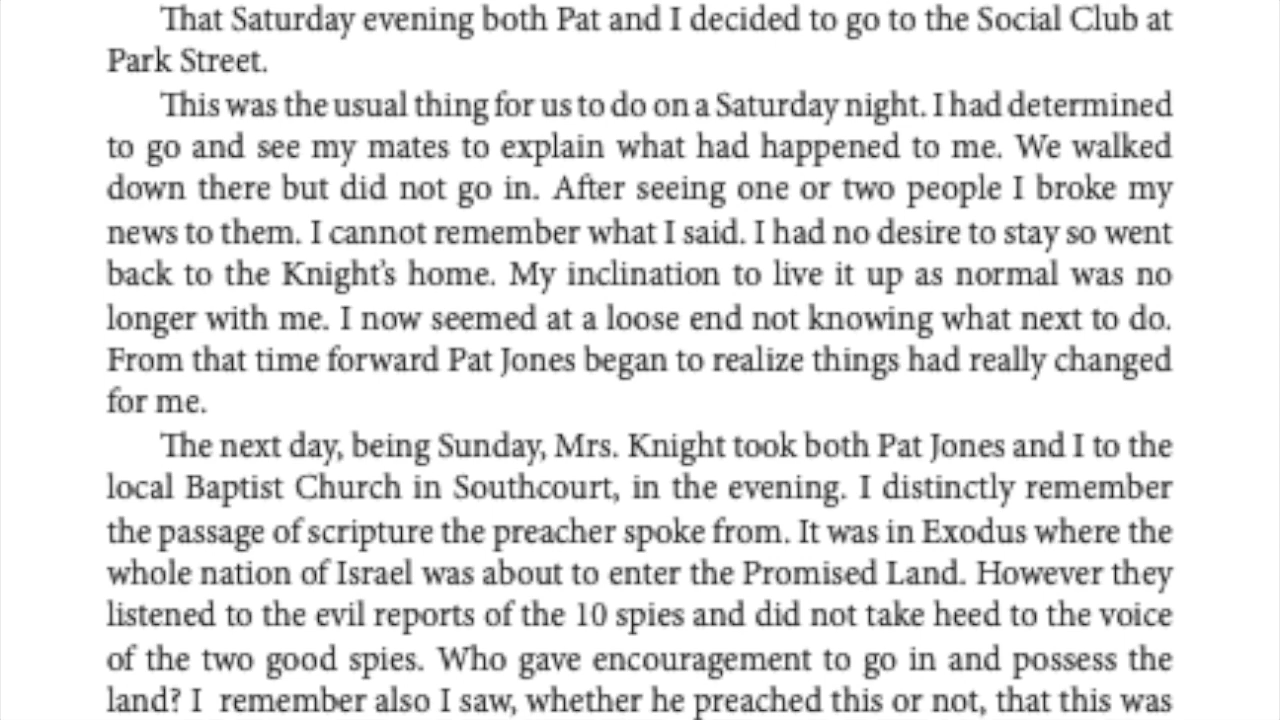 That Saturday evening both Pat and I decided to go to the Social Club at
Park Street.
This was the usual thing for us to do on a Saturday night. I had determined
to go and see my mates to explain what had happened to me. We walked
down there but did not go in. After seeing one or two people I broke my
news to them. I cannot remember what I said. I had no desire to stay so went
back to the Knight's home. My inclination to live it up as normal was no
longer with me. I now seemed at a loose end not knowing what next to do.
From that time forward Pat Jones began to realize things had really changed
for me.
The next day, being Sunday, Mrs. Knight took both Pat Jones and I to the
local Baptist Church in Southcourt, in the evening. I distinctly remember
the passage of scripture the preacher spoke from. It was in Exodus where the
whole nation of Israel was about to enter the Promised Land. However they
listened to the evil reports of the 10 spies and did not take heed to the voice
of the two good spies. Who gave encouragement to go in and possess the
land? I remember also I saw, whether he preached this or not, that this was